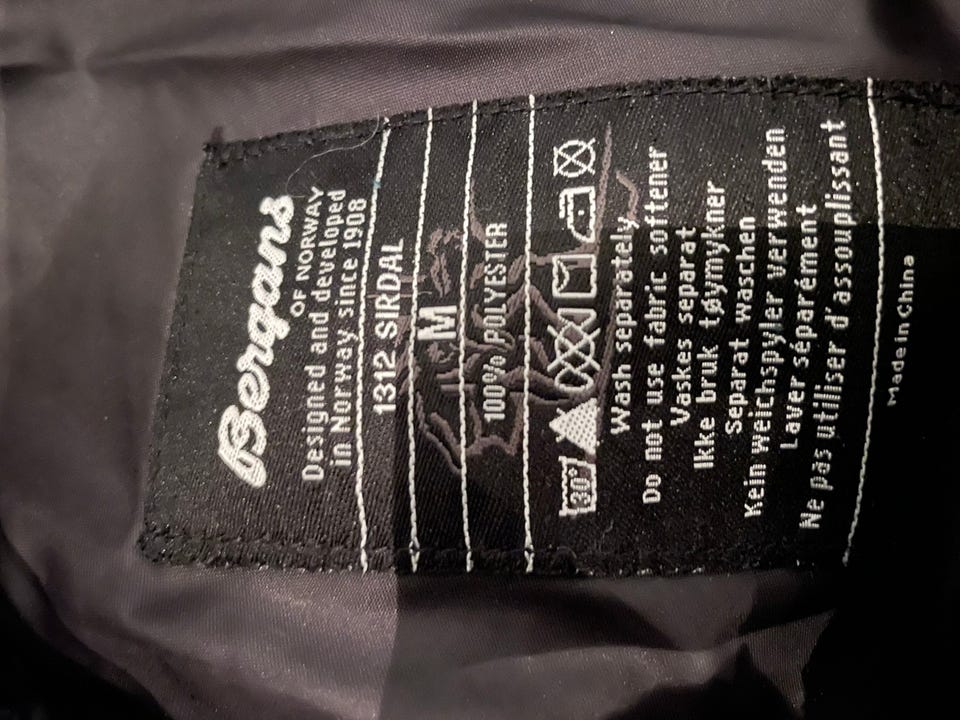 Bergans
OF NORWAY
Designed and developed
in Norway since 1908
1312 SIRDAL
M
100% POLYESTER
30°
Wash separately
Do not use fabric softener
Vaskes separat
Ikke bruk tøymykner
Separat waschen
Kein weichspyler verwenden
Laver séparément
Ne pas utiliser d'assouplissant
Made in China